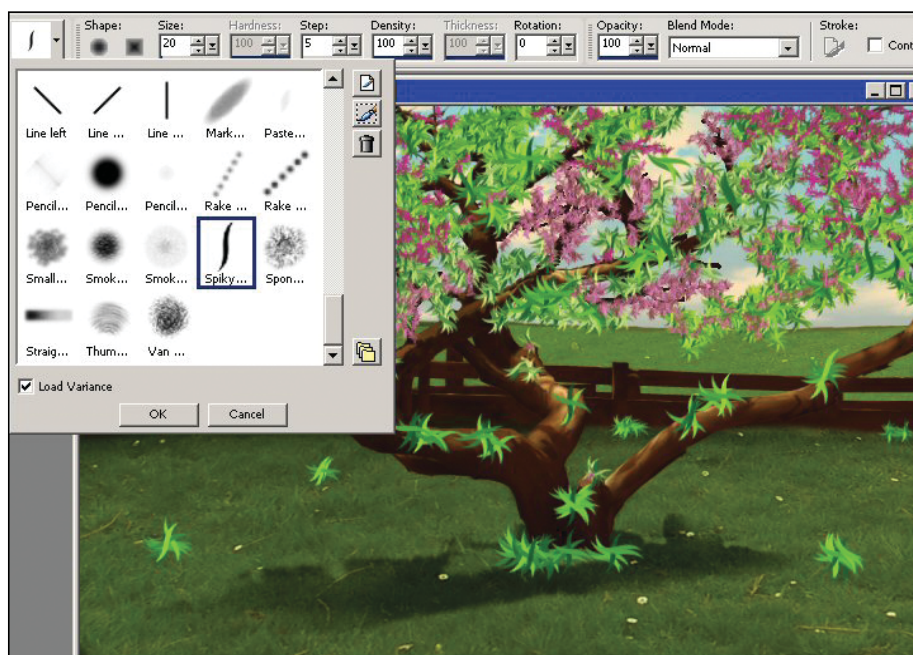 Shape: Size: Hardness: Step: Density: Thickness: Rotation: Opacity: Blend Mode: Stroke:
20 100 5 100 100 0 100 Normal Cont
Line left Line ... Line ... Mark... Paste...
Pencil... Pencil... Pencil... Rake ... Rake ...
Small... Smok... Smok... Spiky... Spon...
Straig... Thum... Van ...
Load Variance
OK Cancel